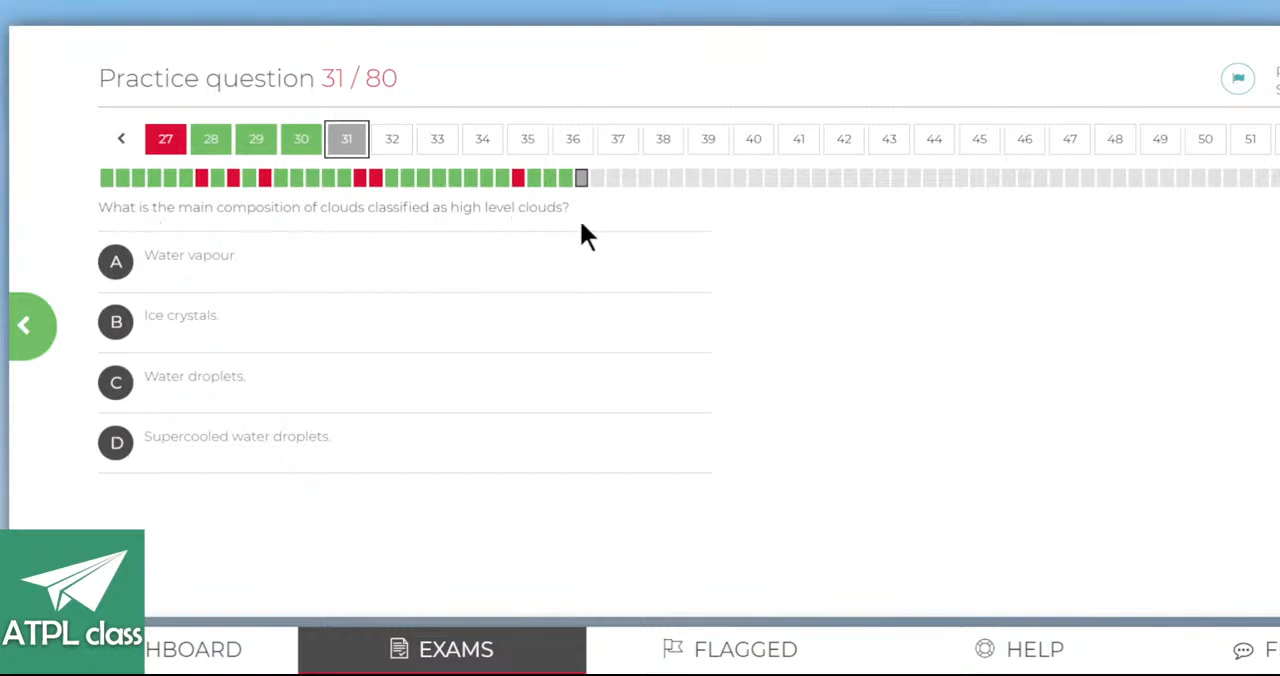 Practice question 31 / 80
27 28 29 30 31 32 33 34 35 36 37 38 39 40 41 42 43 44 45 46 47 48 49 50 51
What is the main composition of clouds classified as high level clouds?
A Water vapour.
B Ice crystals.
C Water droplets.
D Supercooled water droplets.
ATPL class
HBOARD EXAMS FLAGGED HELP